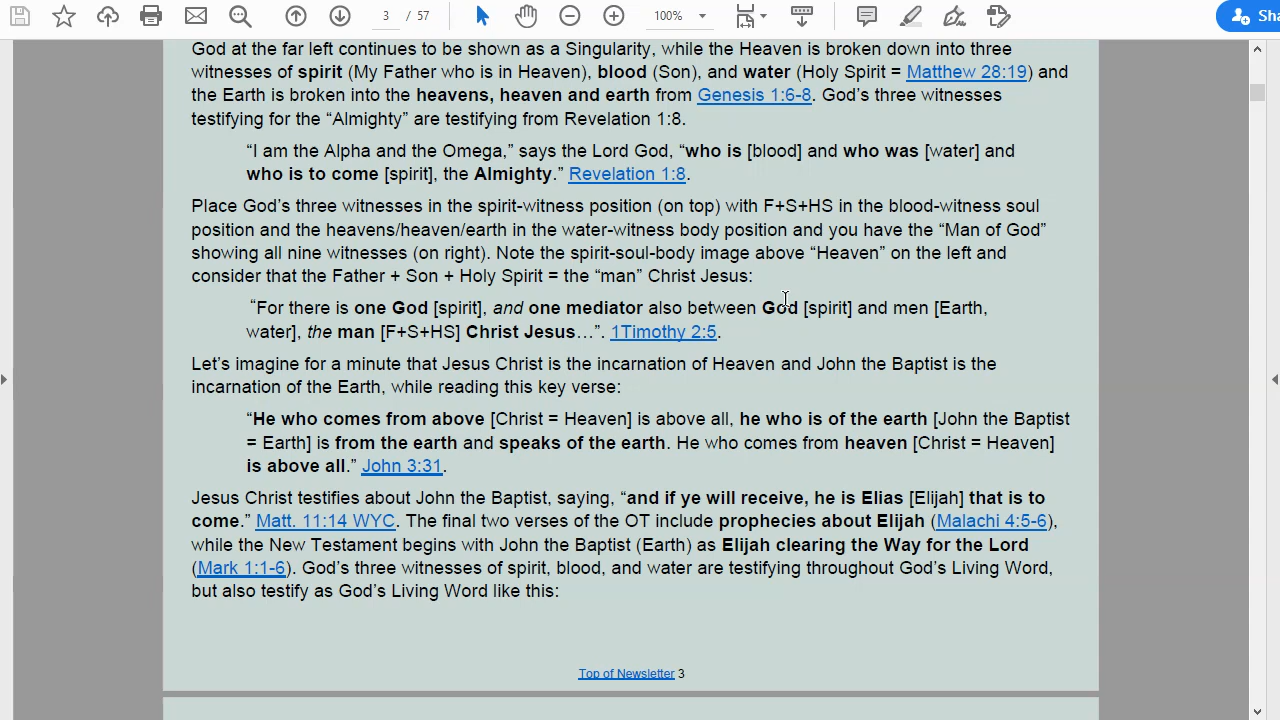 3 / 57
100%
Sha
God at the far left continues to be shown as a Singularity, while the Heaven is broken down into three
witnesses of spirit (My Father who is in Heaven), blood (Son), and water (Holy Spirit = Matthew 28:19) and
the Earth is broken into the heavens, heaven and earth from Genesis 1:6-8. God’s three witnesses
testifying for the “Almighty” are testifying from Revelation 1:8.
“I am the Alpha and the Omega,” says the Lord God, “who is [blood] and who was [water] and
who is to come [spirit], the Almighty.” Revelation 1:8.
Place God’s three witnesses in the spirit-witness position (on top) with F+S+HS in the blood-witness soul
position and the heavens/heaven/earth in the water-witness body position and you have the “Man of God”
showing all nine witnesses (on right). Note the spirit-soul-body image above “Heaven” on the left and
consider that the Father + Son + Holy Spirit = the “man” Christ Jesus:
“For there is one God [spirit], and one mediator also between God [spirit] and men [Earth,
water], the man [F+S+HS] Christ Jesus…”. 1Timothy 2:5.
Let’s imagine for a minute that Jesus Christ is the incarnation of Heaven and John the Baptist is the
incarnation of the Earth, while reading this key verse:
“He who comes from above [Christ = Heaven] is above all, he who is of the earth [John the Baptist
= Earth] is from the earth and speaks of the earth. He who comes from heaven [Christ = Heaven]
is above all.” John 3:31.
Jesus Christ testifies about John the Baptist, saying, “and if ye will receive, he is Elias [Elijah] that is to
come.” Matt. 11:14 WYC. The final two verses of the OT include prophecies about Elijah (Malachi 4:5-6),
while the New Testament begins with John the Baptist (Earth) as Elijah clearing the Way for the Lord
(Mark 1:1-6). God’s three witnesses of spirit, blood, and water are testifying throughout God’s Living Word,
but also testify as God’s Living Word like this:
Top of Newsletter 3